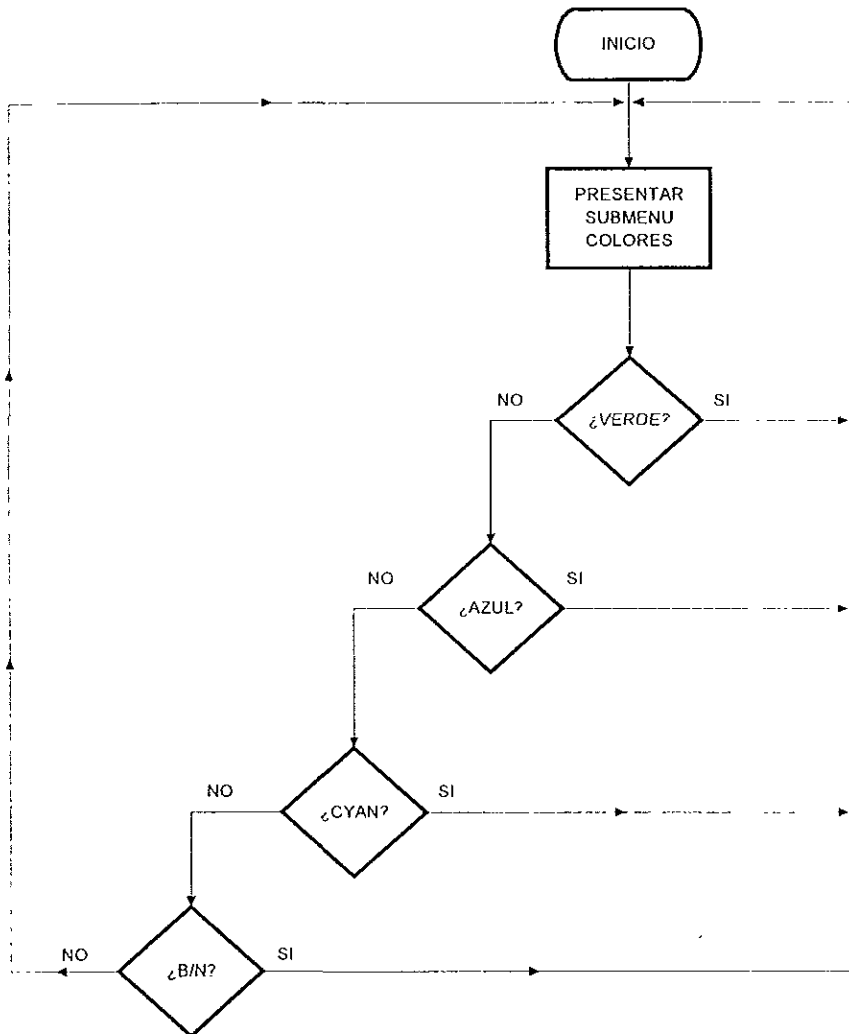 INICIO
PRESENTAR
SUBMENU
COLORES
NO
SI
¿VERDE?
NO
SI
¿AZUL?
NO
SI
¿CYAN?
NO
SI
¿B/N?